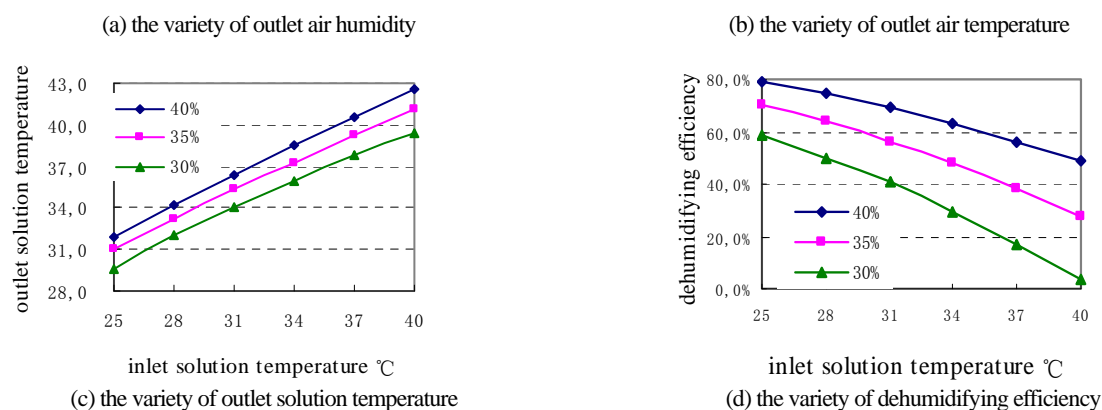 (a) the variety of outlet air humidity
(b) the variety of outlet air temperature
outlet solution temperature
43,0
40,0
37,0
34,0
31,0
28,0
40%
35%
30%
25 28 31 34 37 40
inlet solution temperature ℃
(c) the variety of outlet solution temperature
dehumidifying efficiency
80,0%
60,0%
40,0%
20,0%
0,0%
40%
35%
30%
25 28 31 34 37 40
inlet solution temperature ℃
(d) the variety of dehumidifying efficiency